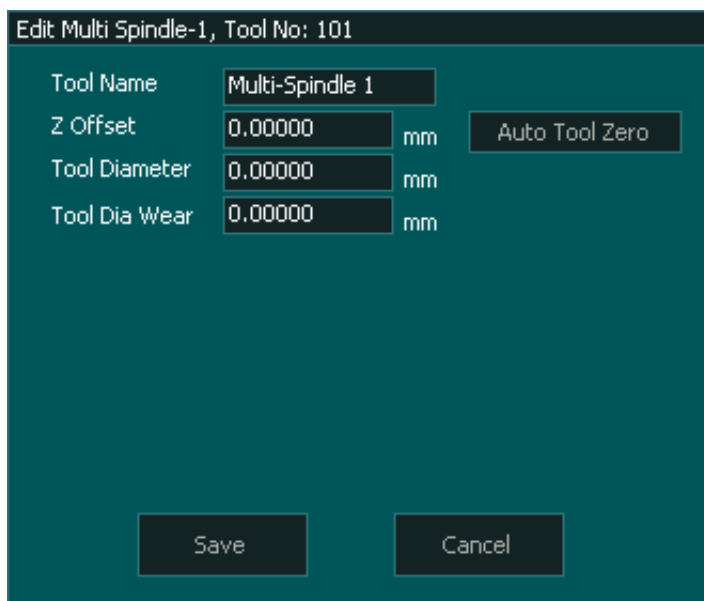 Edit Multi Spindle-1, Tool No: 101
Tool Name Multi-Spindle 1
Z Offset 0.00000 mm Auto Tool Zero
Tool Diameter 0.00000 mm
Tool Dia Wear 0.00000 mm
Save Cancel